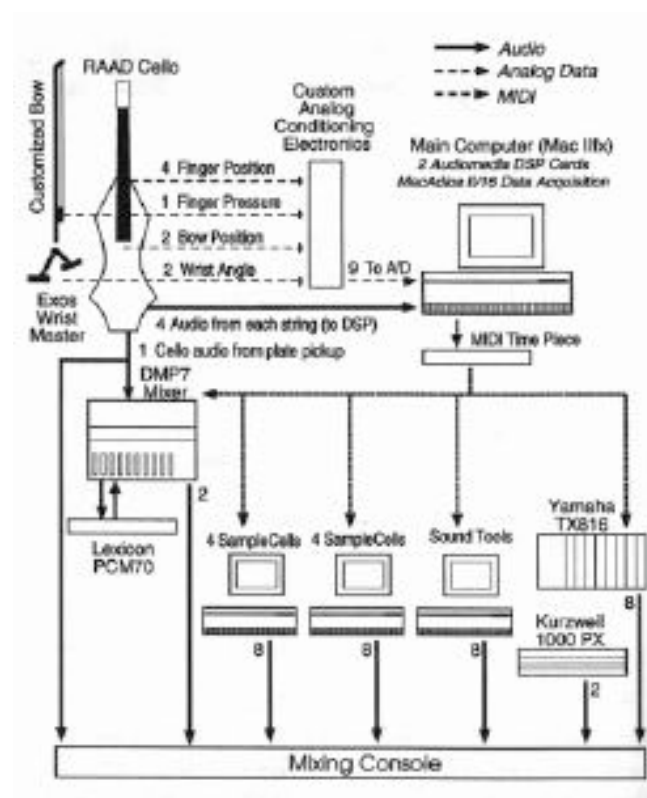 Audio
Analog Data
MIDI
RAAD Cello
Customized Bow
Custom
Analog
Conditioning
Electronics
Main Computer (Mac IIfx)
2 Audiomedia DSP Cards
MacAdios II/16 Data Acquisition
4 Finger Position
1 Finger Pressure
2 Bow Position
2 Wrist Angle
9 To A/D
Exos
Wrist
Master
4 Audio from each string (to DSP)
1 Cello audio from plate pickup
MIDI Time Piece
DMP7
Mixer
2
Lexicon
PCM70
4 SampleCells
4 SampleCells
Sound Tools
Yamaha
TX816
8
8
8
8
Kurzweil
1000 PX
2
Mixing Console